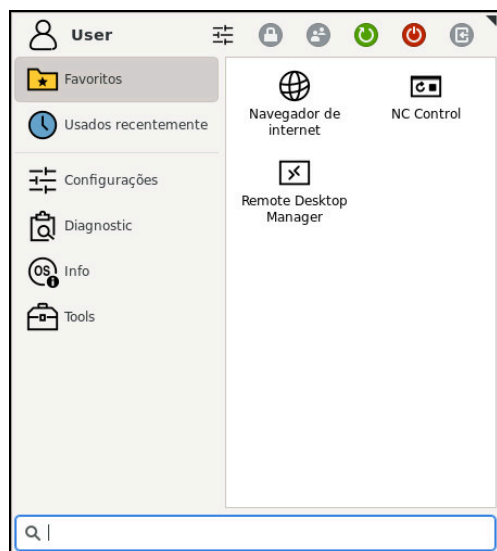 User
Favoritos
Usados recentemente
Configurações
Diagnostic
OS
Info
Tools
Navegador de
internet
NC Control
Remote Desktop
Manager